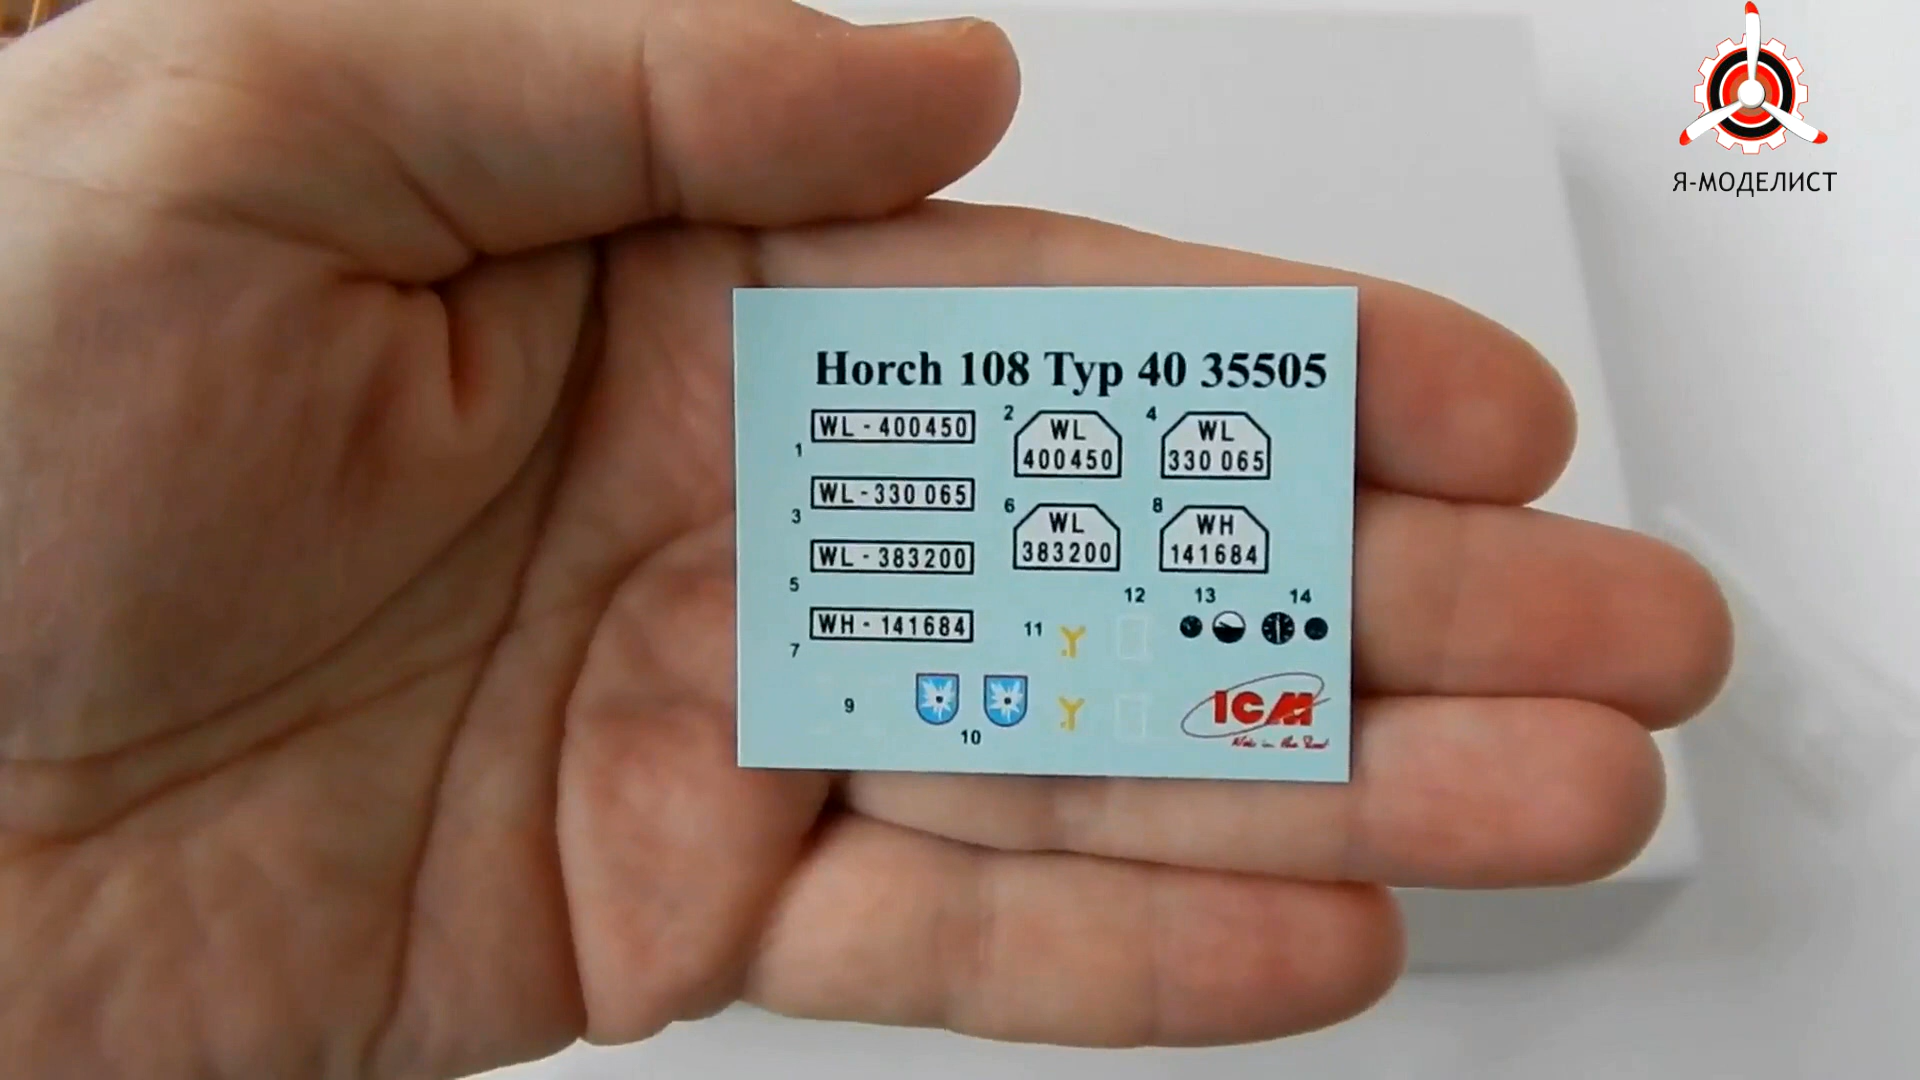 Я-МОДЕЛИСТ
Horch 108 Typ 40 35505
1
WL - 400450
2
WL
400450
4
WL
330 065
3
WL - 330 065
6
WL
383200
8
WH
141684
5
WL - 383200
7
WH - 141684
11
12
13
14
9
10
ICM